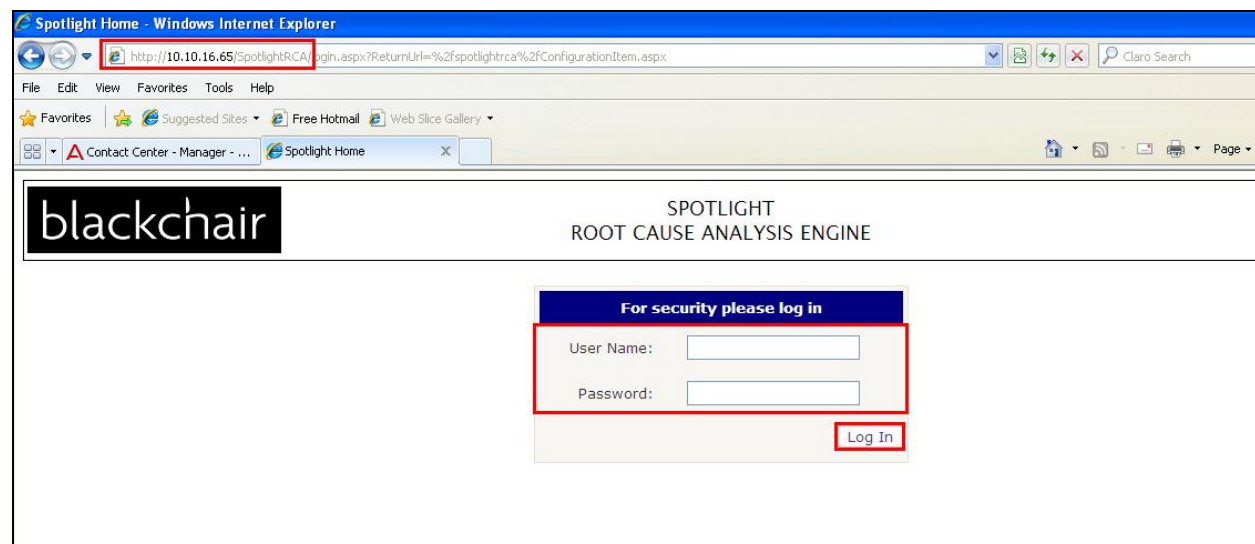 Spotlight Home - Windows Internet Explorer
http://10.10.16.65/SpotlightRCA/login.aspx?ReturnUrl=%2fspotlightrca%2fConfigurationItem.aspx
Claro Search
File Edit View Favorites Tools Help
Favorites Suggested Sites Free Hotmail Web Slice Gallery
Contact Center - Manager - ... Spotlight Home X Page
blackchair
SPOTLIGHT
ROOT CAUSE ANALYSIS ENGINE
For security please log in
User Name:
Password:
Log In